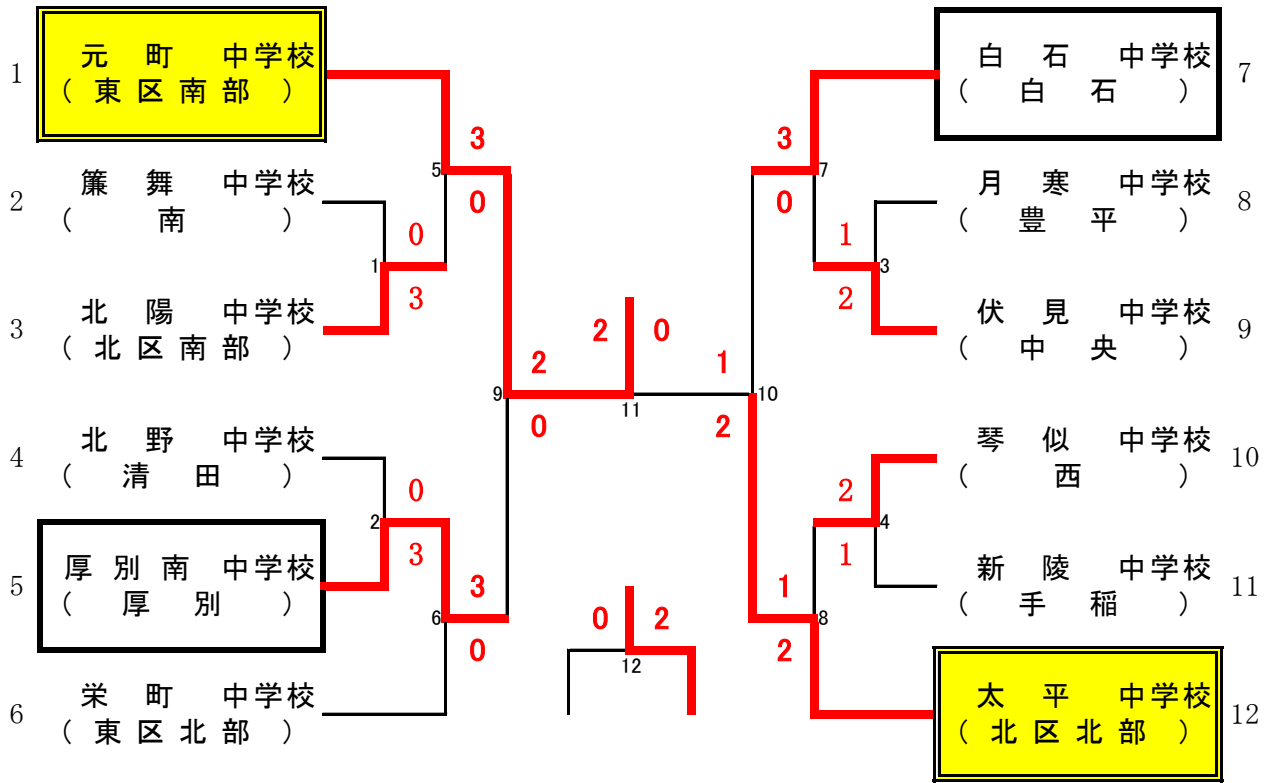 1
元町 中学校
(東区南部)
2
簾舞 中学校
(南)
3
北陽 中学校
(北区南部)
4
北野 中学校
(清田)
5
厚別南 中学校
(厚別)
6
栄町 中学校
(東区北部)
1
0
3
2
0
3
5
3
0
6
3
0
9
2
0
2 0
11
0 2
12
1
10
2
3
7
0
1
3
2
2
4
1
1
8
2
白石 中学校
(白石)
7
月寒 中学校
(豊平)
8
伏見 中学校
(中央)
9
琴似 中学校
(西)
10
新陵 中学校
(手稲)
11
太平 中学校
(北区北部)
12